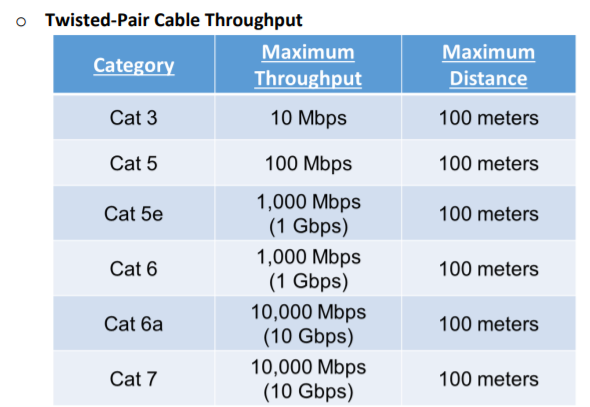 o Twisted-Pair Cable Throughput
Category Maximum Throughput Maximum Distance
Cat 3 10 Mbps 100 meters
Cat 5 100 Mbps 100 meters
Cat 5e 1,000 Mbps (1 Gbps) 100 meters
Cat 6 1,000 Mbps (1 Gbps) 100 meters
Cat 6a 10,000 Mbps (10 Gbps) 100 meters
Cat 7 10,000 Mbps (10 Gbps) 100 meters